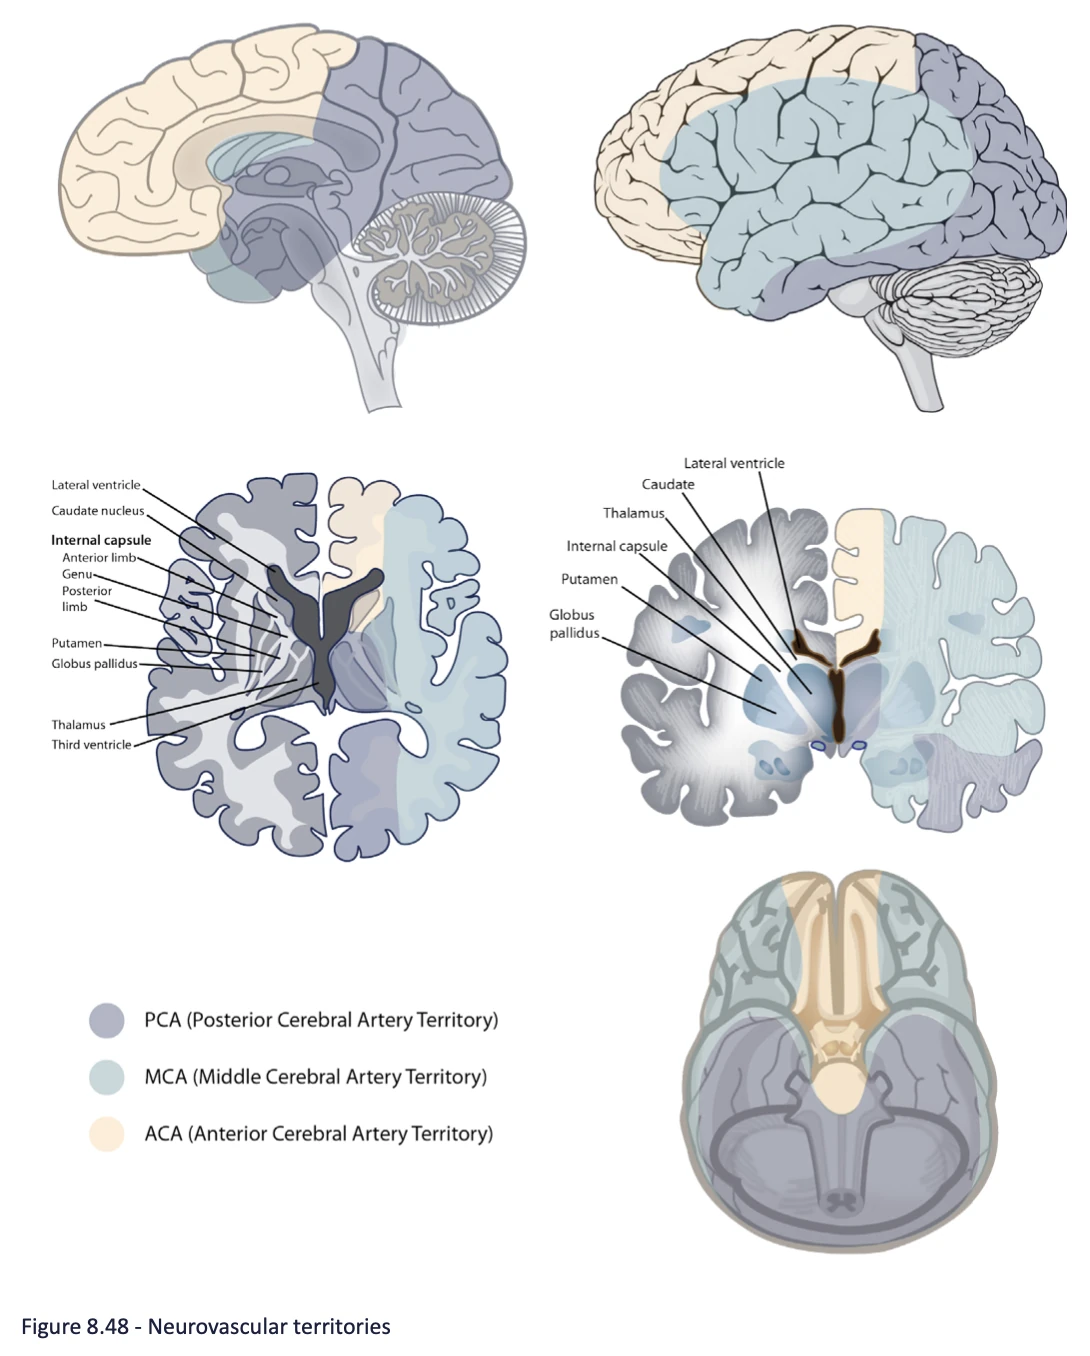 Lateral ventricle
Caudate nucleus
Internal capsule
Anterior limb
Genu
Posterior
limb
Putamen
Globus pallidus
Thalamus
Third ventricle
Lateral ventricle
Caudate
Thalamus
Internal capsule
Putamen
Globus
pallidus
PCA (Posterior Cerebral Artery Territory)
MCA (Middle Cerebral Artery Territory)
ACA (Anterior Cerebral Artery Territory)
Figure 8.48 - Neurovascular territories